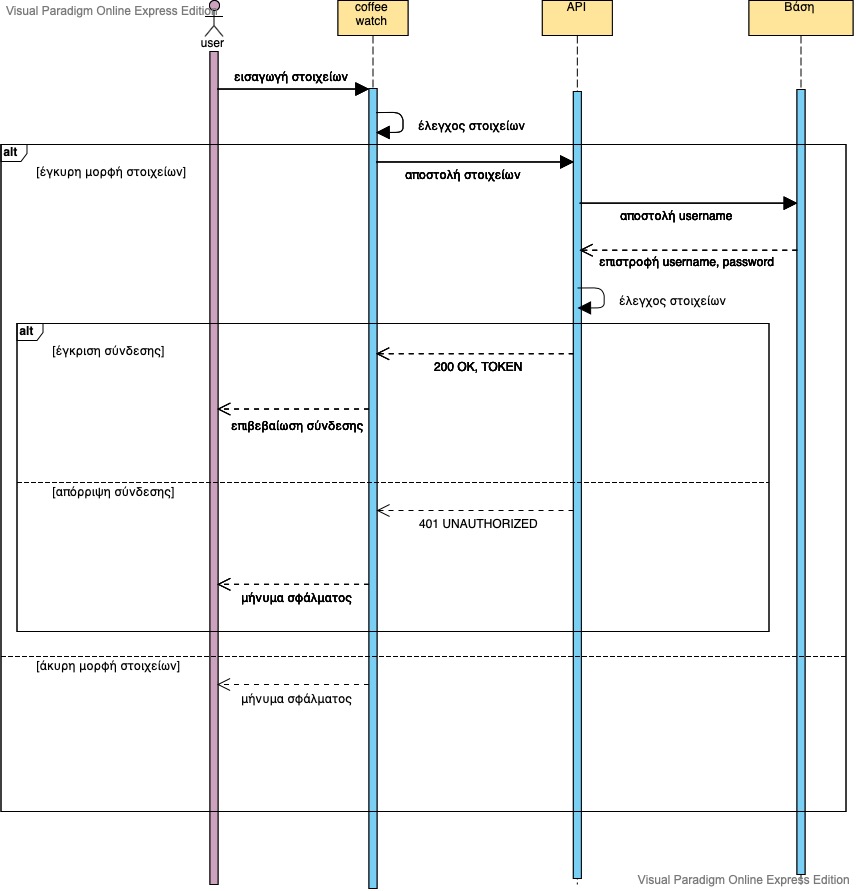 Visual Paradigm Online Express Edition
user
coffee
watch
API
Βάση
εισαγωγή στοιχείων
έλεγχος στοιχείων
alt
[έγκυρη μορφή στοιχείων]
αποστολή στοιχείων
αποστολή username
επιστροφή username, password
έλεγχος στοιχείων
alt
[έγκριση σύνδεσης]
200 OK, TOKEN
επιβεβαίωση σύνδεσης
[απόρριψη σύνδεσης]
401 UNAUTHORIZED
μήνυμα σφάλματος
[άκυρη μορφή στοιχείων]
μήνυμα σφάλματος
Visual Paradigm Online Express Edition